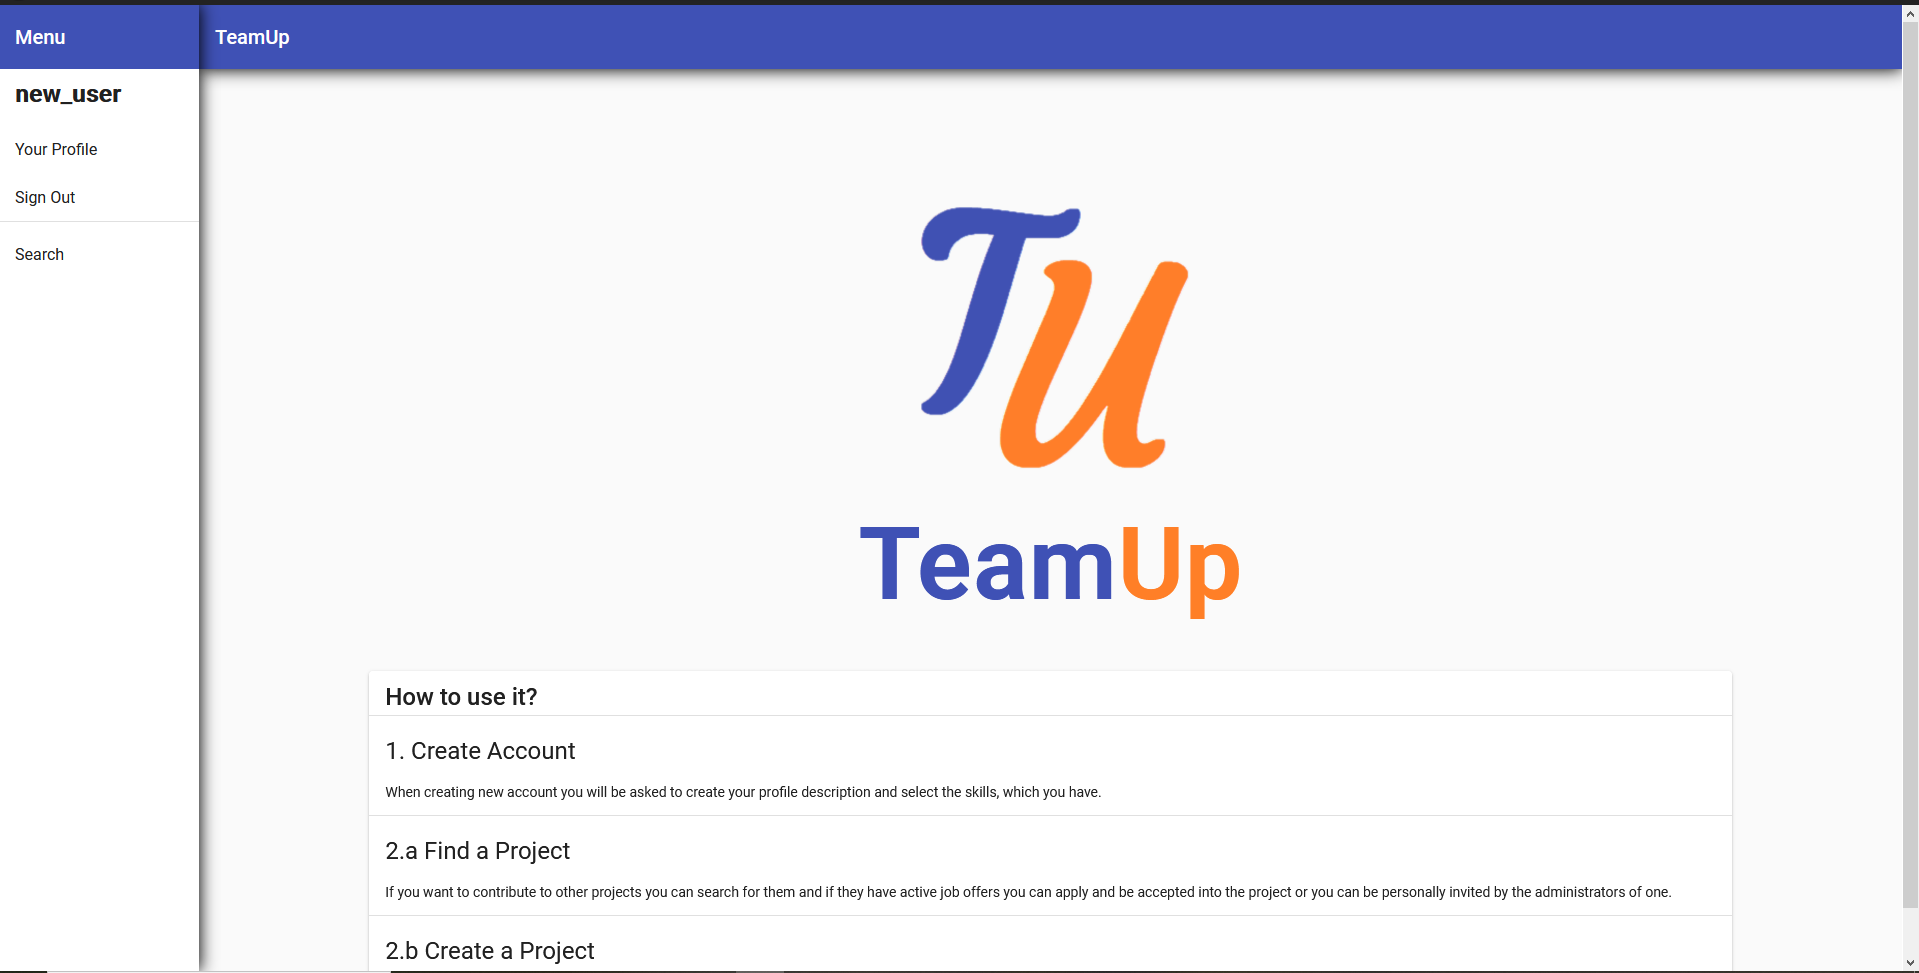 Menu
TeamUp
new_user
Your Profile
Sign Out
Search
TU
TeamUp
How to use it?
1. Create Account
When creating new account you will be asked to create your profile description and select the skills, which you have.
2.a Find a Project
If you want to contribute to other projects you can search for them and if they have active job offers you can apply and be accepted into the project or you can be personally invited by the administrators of one.
2.b Create a Project